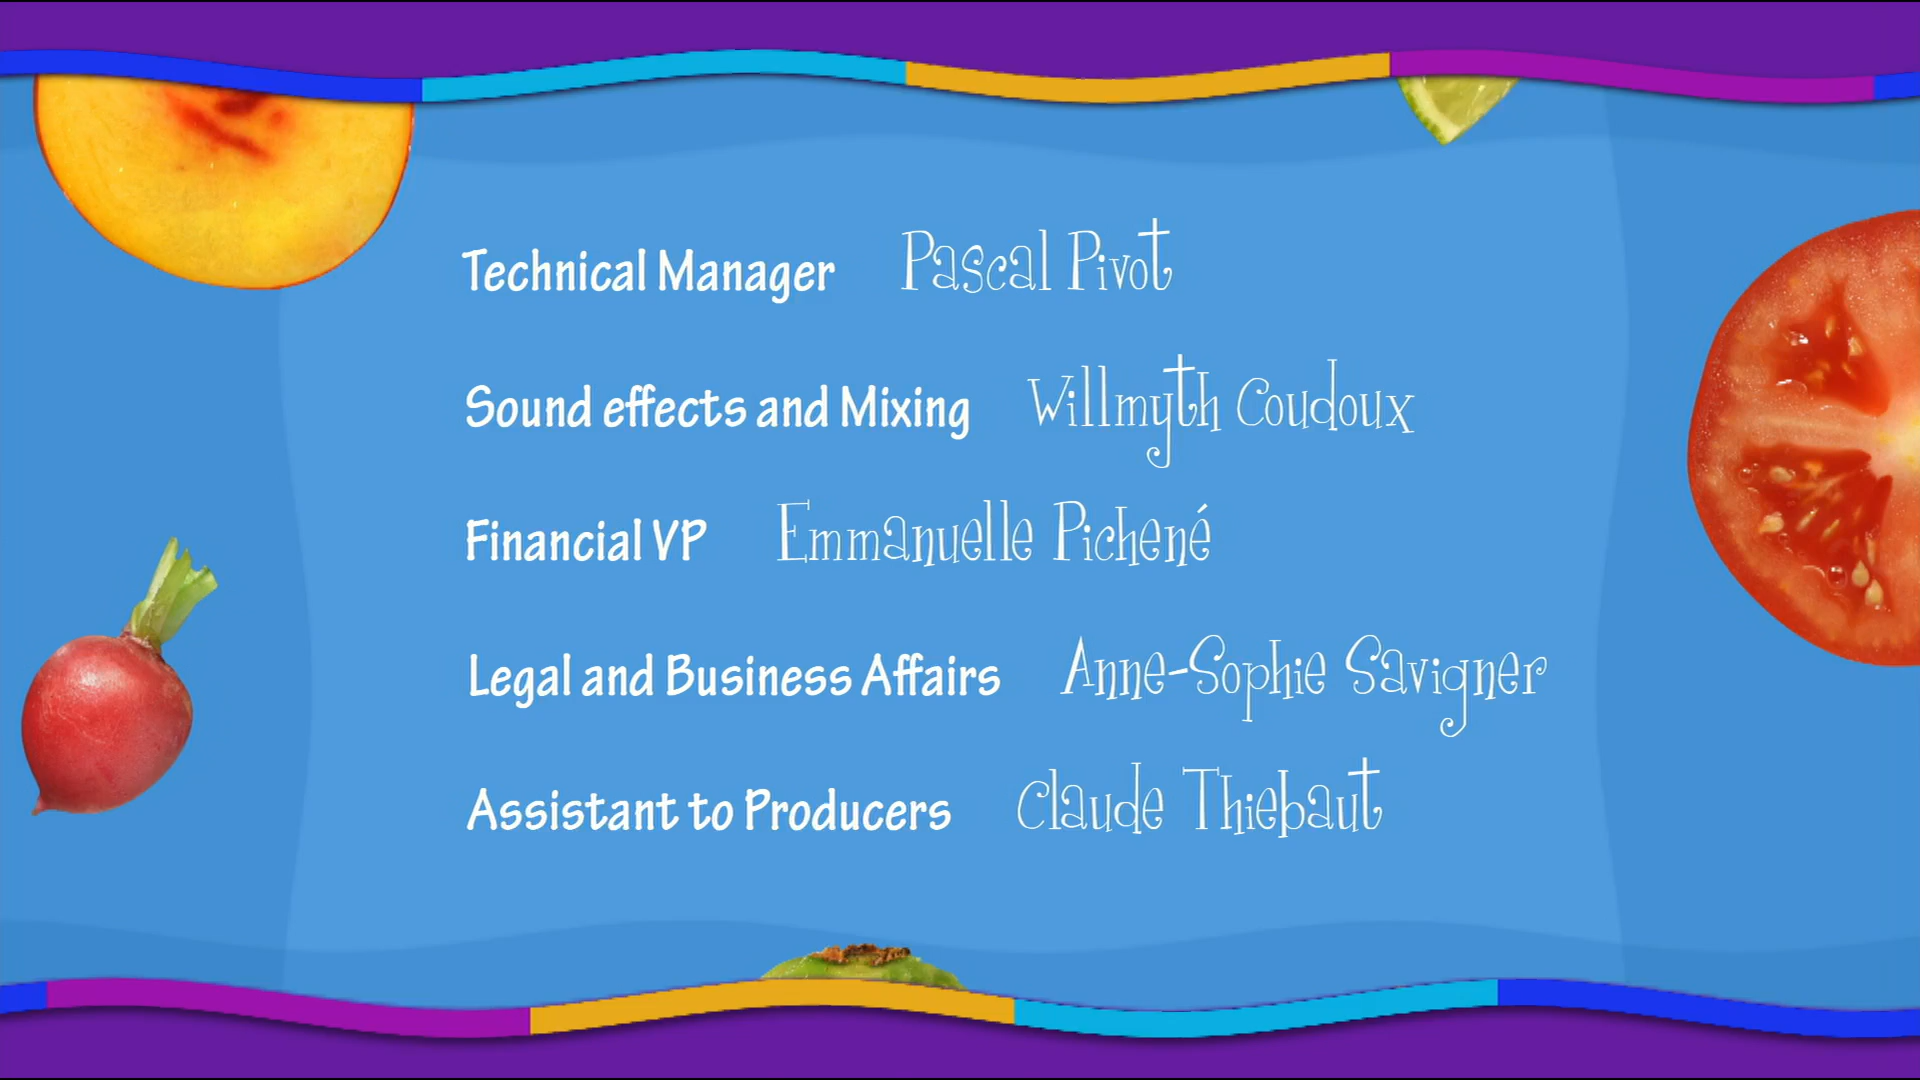 Technical Manager Pascal Pivot
Sound effects and Mixing Willmyth Coudoux
Financial VP Emmanuelle Pichené
Legal and Business Affairs Anne-Sophie Savigner
Assistant to Producers Claude Thiebaut